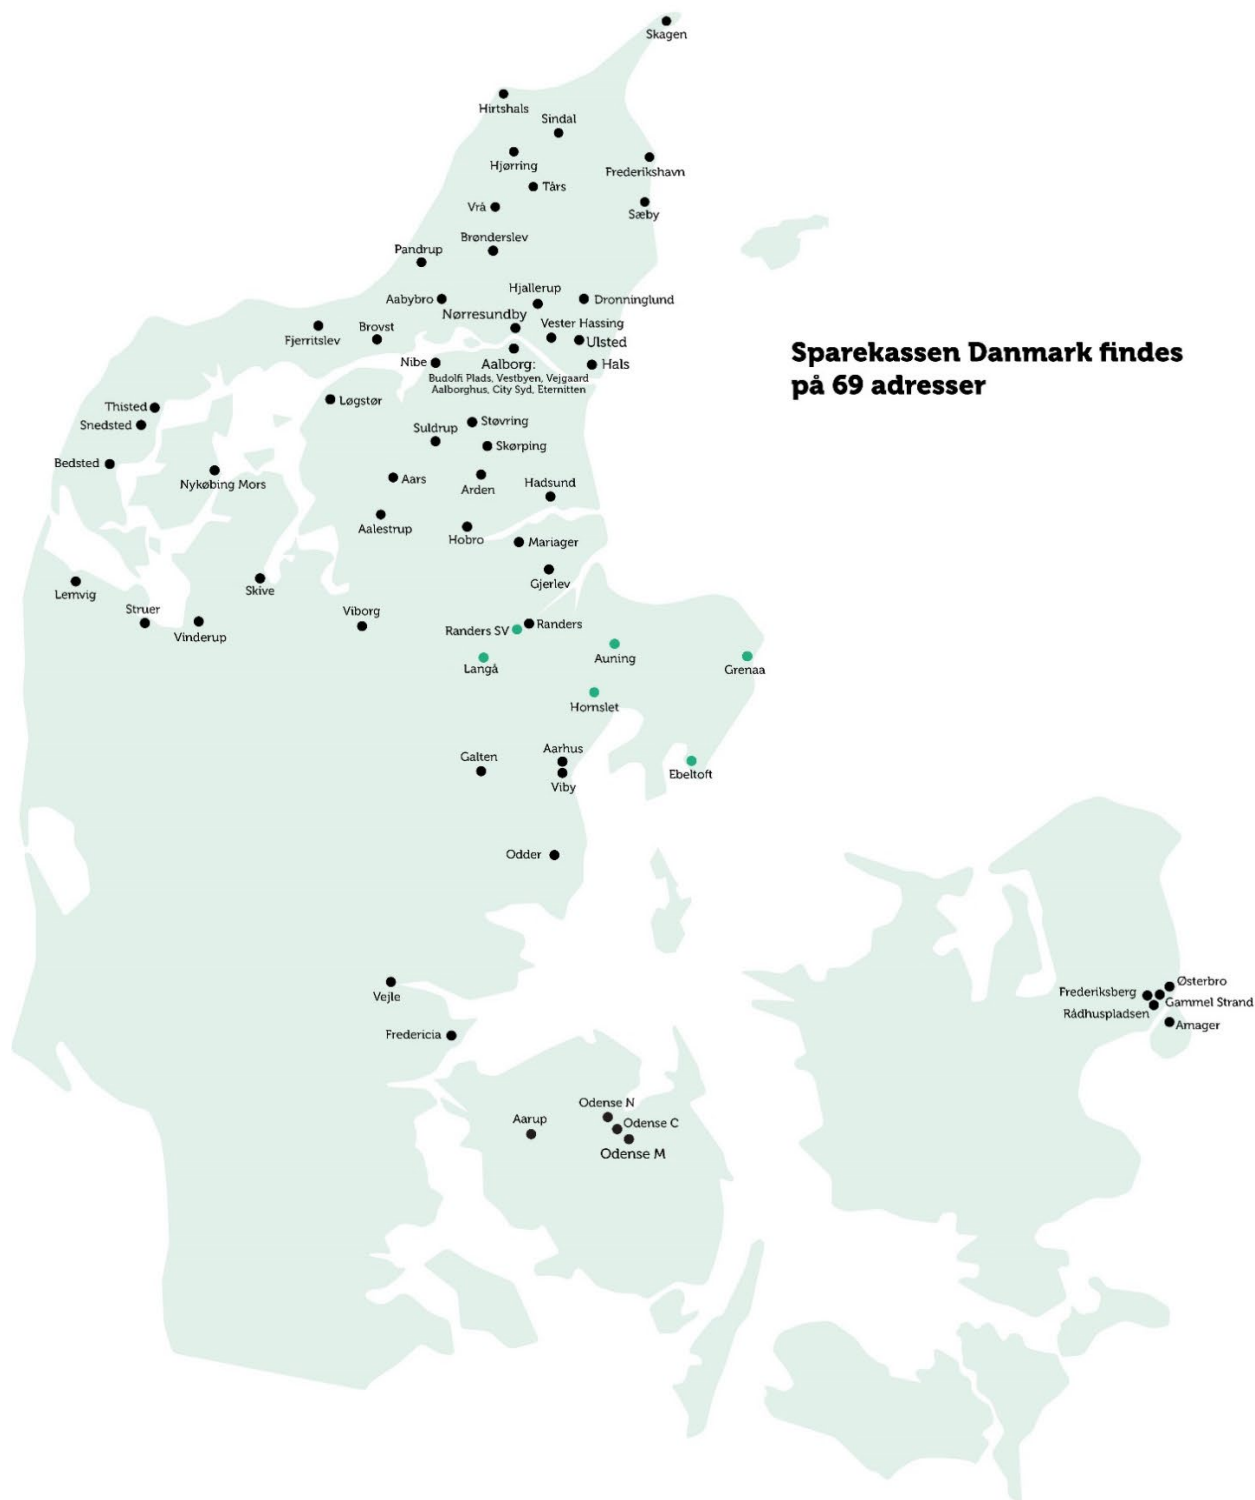 Skagen
Hirtshals
Sindal
Hjørring
Frederikshavn
Tårs
Vrå
Sæby
Brønderslev
Pandrup
Hjallerup
Aabybro
Dronninglund
Nørresundby
Vester Hassing
Fjerritslev
Brovst
Ulsted
Nibe
Aalborg:
Hals
Budolfi Plads, Vestbyen, Vejgaard
Aalborghus, City Syd, Eternitten
Sparekassen Danmark findes
på 69 adresser
Thisted
Løgstør
Snedsted
Støvring
Suldrup
Skørping
Bedsted
Nykøbing Mors
Aars
Arden
Hadsund
Aalestrup
Hobro
Mariager
Gjerlev
Lemvig
Skive
Struer
Vinderup
Viborg
Randers SV
Randers
Langå
Auning
Grenaa
Hornslet
Galten
Aarhus
Viby
Ebeltoft
Odder
Vejle
Fredericia
Østerbro
Frederiksberg
Gammel Strand
Rådhuspladsen
Amager
Odense N
Aarup
Odense C
Odense M